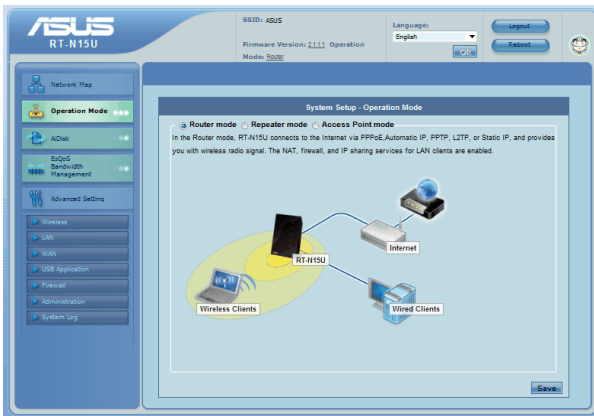 ASUS
RT-N15U
SSID: ASUS
Firmware Version: 2.1.1.1 Operation
Mode: Router
Language:
English
Logout
Reboot
Network Map
Operation Mode
AiDisk
EzQoS
Bandwidth
Management
Advanced Setting
Wireless
LAN
WAN
USB Application
Firewall
Administration
System Log
System Setup - Operation Mode
Router mode Repeater mode Access Point mode
In the Router mode, RT-N15U connects to the Internet via PPPoE,Automatic IP, PPTP, L2TP, or Static IP, and provides
you with wireless radio signal. The NAT, firewall, and IP sharing services for LAN clients are enabled.
Internet
RT-N15U
Wireless Clients
Wired Clients
Save